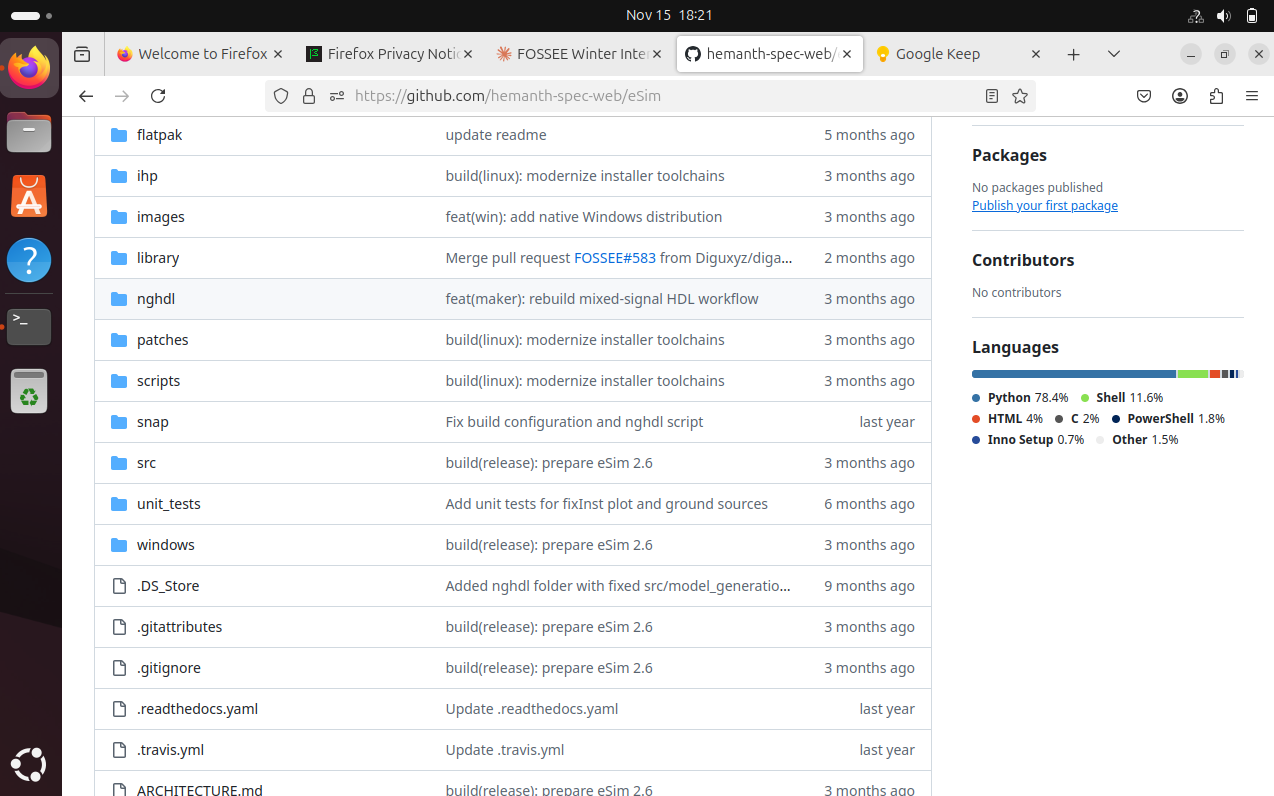 Nov 15 18:21
Welcome to Firefox
Firefox Privacy Notic
FOSSEE Winter Inter
hemanth-spec-web/
Google Keep
https://github.com/hemanth-spec-web/eSim
flatpak update readme 5 months ago
ihp build(linux): modernize installer toolchains 3 months ago
images feat(win): add native Windows distribution 3 months ago
library Merge pull request FOSSEE#583 from Diguxyz/diga... 2 months ago
nghdl feat(maker): rebuild mixed-signal HDL workflow 3 months ago
patches build(linux): modernize installer toolchains 3 months ago
scripts build(linux): modernize installer toolchains 3 months ago
snap Fix build configuration and nghdl script last year
src build(release): prepare eSim 2.6 3 months ago
unit_tests Add unit tests for fixInst plot and ground sources 6 months ago
windows build(release): prepare eSim 2.6 3 months ago
.DS_Store Added nghdl folder with fixed src/model_generatio... 9 months ago
.gitattributes build(release): prepare eSim 2.6 3 months ago
.gitignore build(release): prepare eSim 2.6 3 months ago
.readthedocs.yaml Update .readthedocs.yaml last year
.travis.yml Update .travis.yml last year
ARCHITECTURE.md build(release): prepare eSim 2.6 3 months ago
Packages
No packages published
Publish your first package
Contributors
No contributors
Languages
Python 78.4% Shell 11.6%
HTML 4% C 2% PowerShell 1.8%
Inno Setup 0.7% Other 1.5%